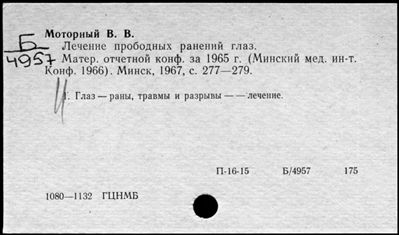 Моторный В. В.
Б
4957
Лечение прободных ранений глаз.
Матер. отчетной конф. за 1965 г. (Минский мед. ин-т.
Конф. 1966). Минск, 1967, с. 277—279.
1. Глаз — раны, травмы и разрывы — — лечение.
П-16-15 Б/4957 175
1080—1132 ГЦНМБ